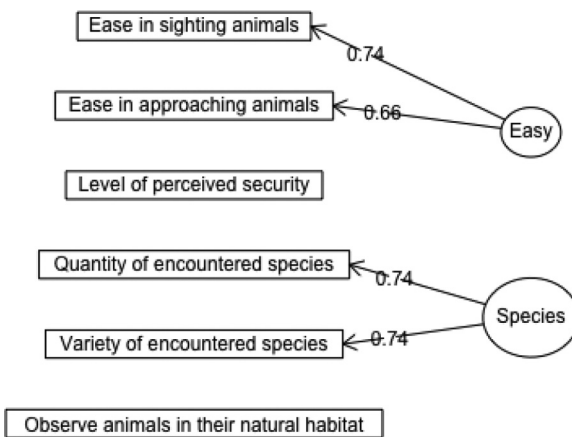 Ease in sighting animals
0.74
Ease in approaching animals
0.66
Easy
Level of perceived security
Quantity of encountered species
0.74
Species
Variety of encountered species
0.74
Observe animals in their natural habitat